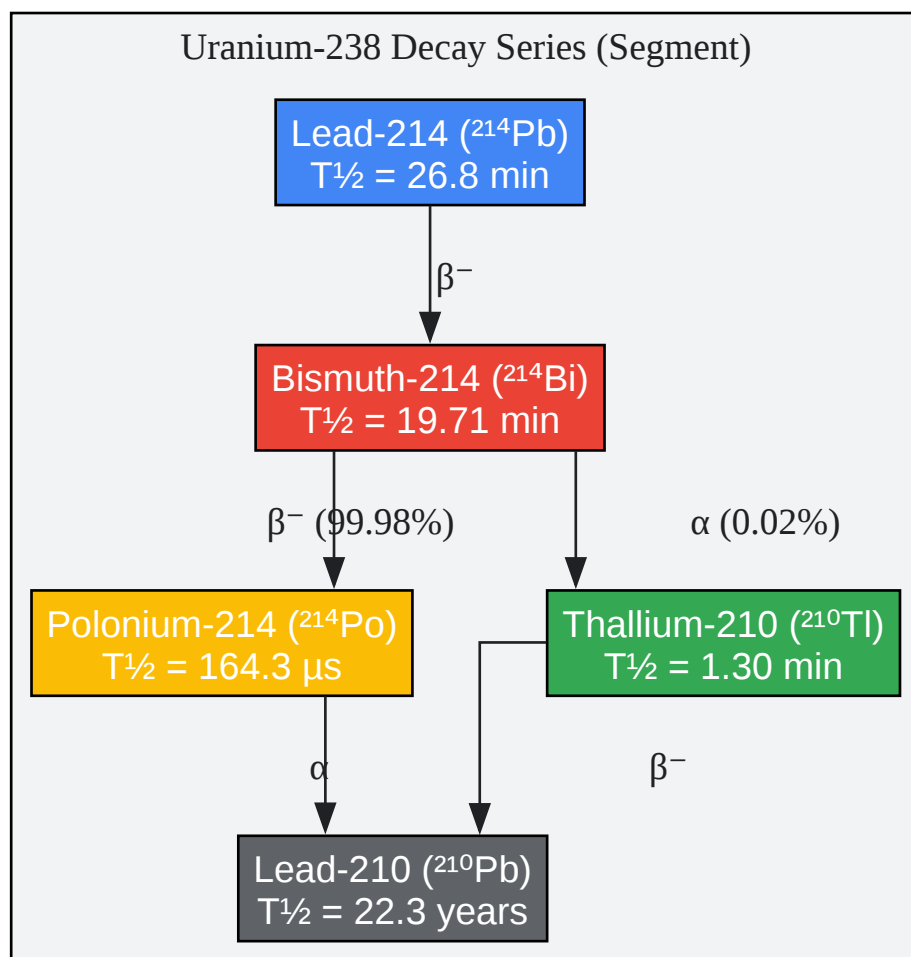 Uranium-238 Decay Series (Segment)
Lead-214 (²¹⁴Pb)
T½ = 26.8 min
β⁻
Bismuth-214 (²¹⁴Bi)
T½ = 19.71 min
β⁻ (99.98%)
α (0.02%)
Polonium-214 (²¹⁴Po)
T½ = 164.3 µs
Thallium-210 (²¹⁰Tl)
T½ = 1.30 min
α
β⁻
Lead-210 (²¹⁰Pb)
T½ = 22.3 years